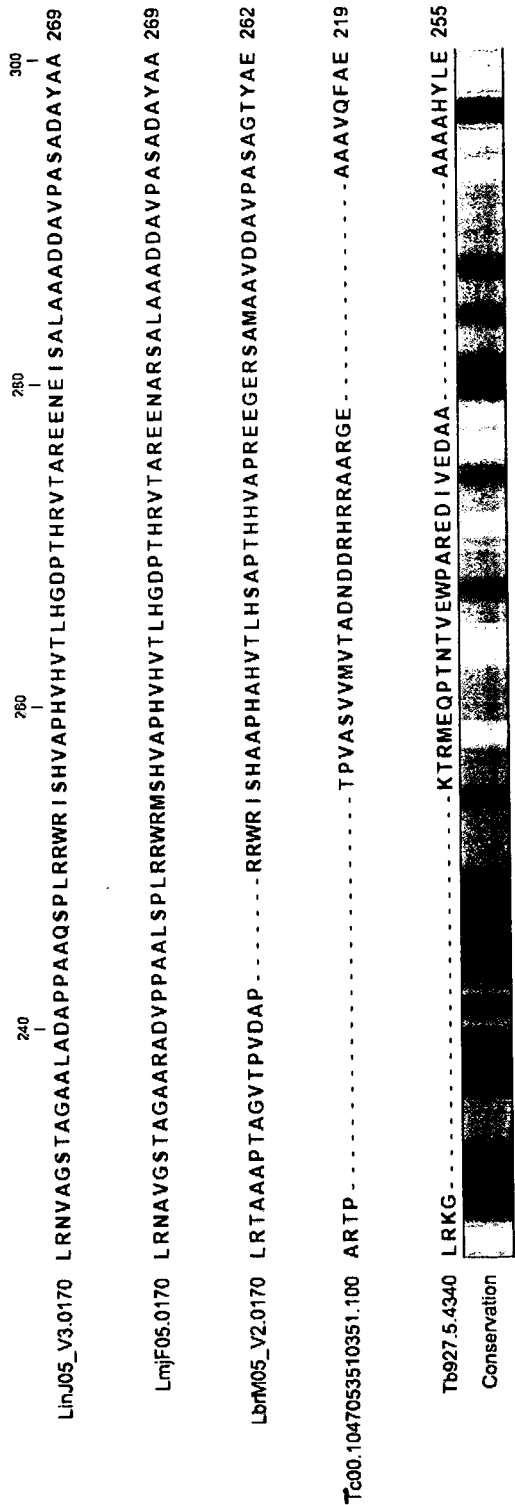 240 260 280 300
LinJ05_V3.0170 LRNVAGSTAGAALADAPPAAQSPLRRWRISHVAPHVHVTLHGDPTHRVTAREENEISALAAADDAVPASADAYAA 269
LmjF05.0170 LRNAVGSTAGAARADVPPAALSPLRRWRMSHVAPHVHVTLHGDPTHRVTAREENARSALAAADDAVPASADAYAA 269
LbrM05_V2.0170 LRTAAAPTAGVTPVDAP-------RRWRISHAAPHAHVTLHSAPTHHVAPREEGERSAMAAVDDAVPASAGTYAE 262
Tc00.1047053510351.100 ARTP-------------------------TPVASVVMVTADNDDRHRRAARGE--------------AAAVQFAE 219
Tb927.5.4340 LRKG-------------------------KTRMEQPTNTVEWPAREDIVEDAA--------------AAAAHYLE 255
Conservation